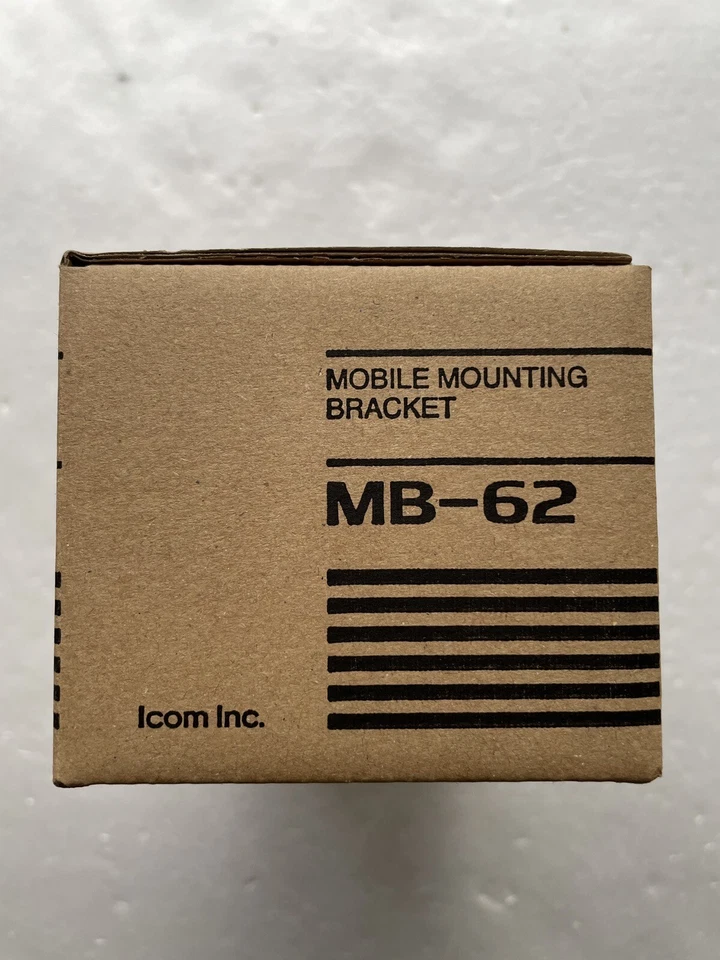 MOBILE MOUNTING
BRACKET
MB-62
Icom Inc.